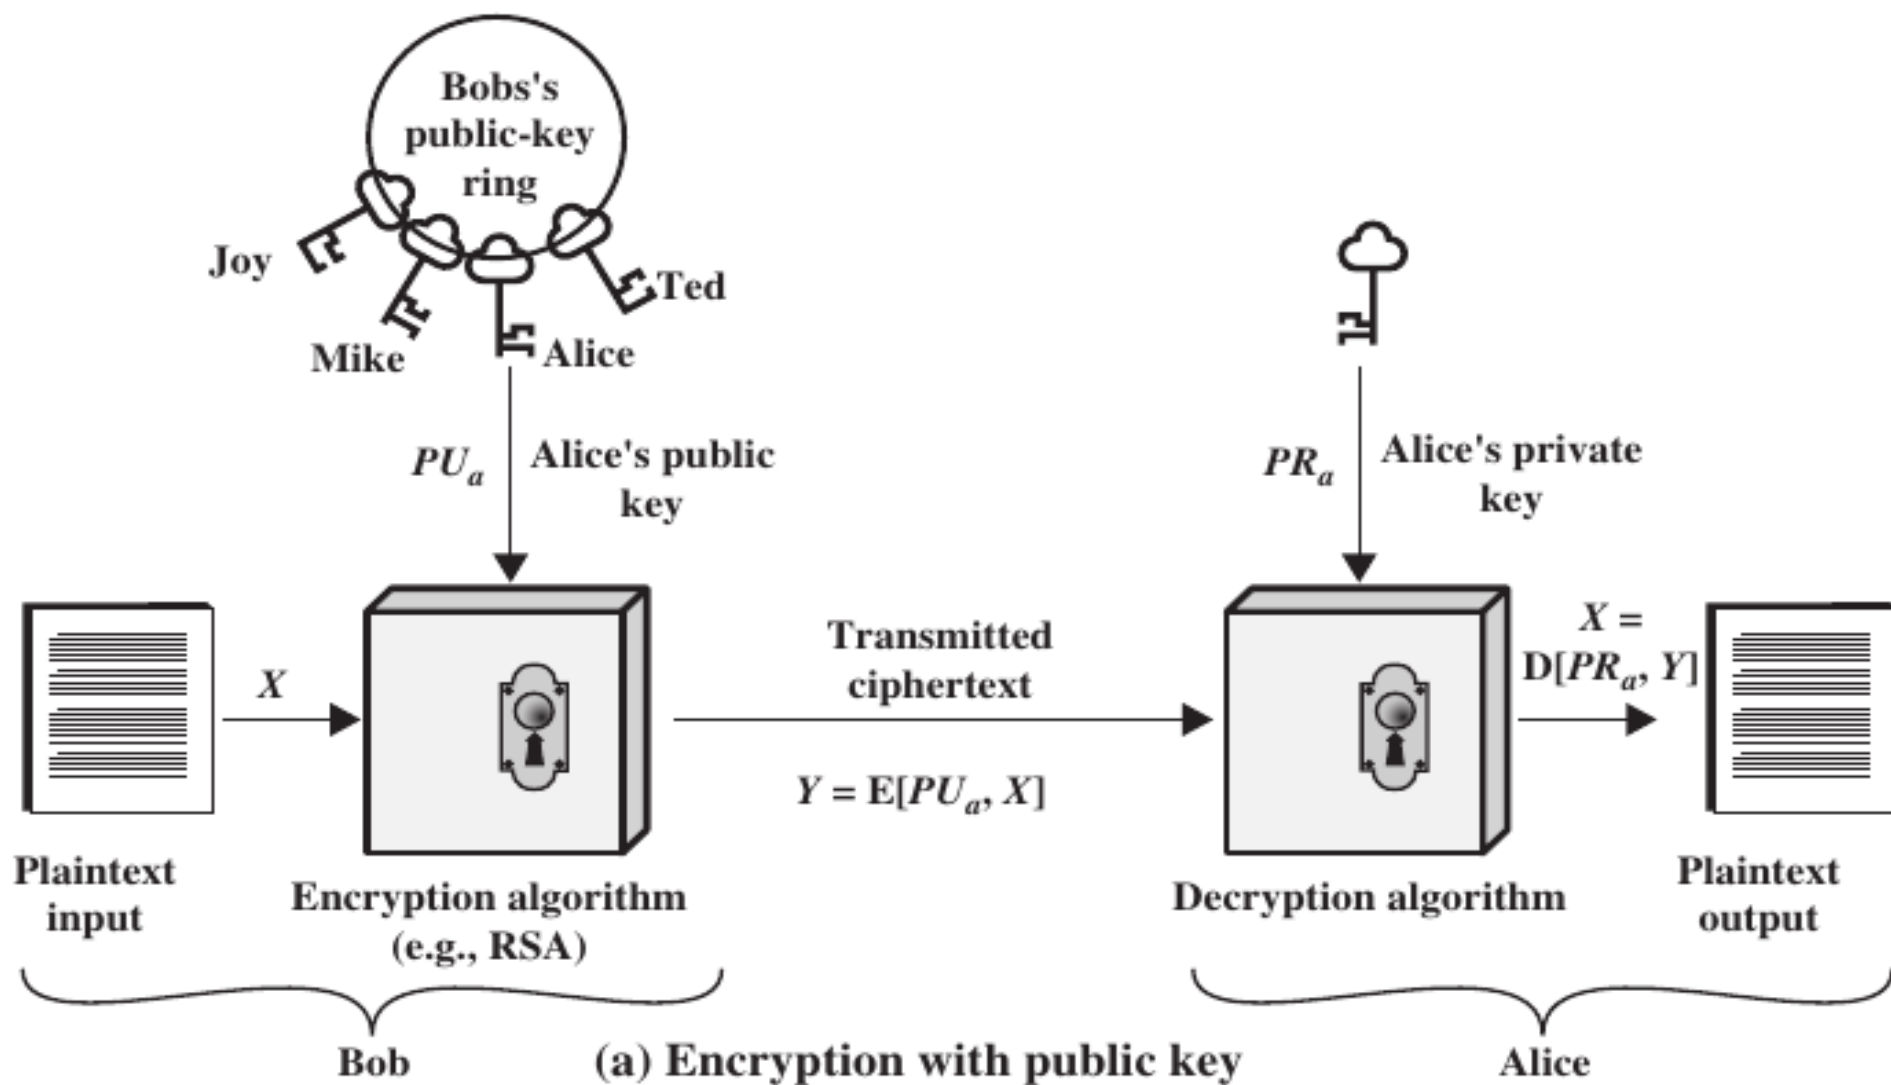 Bobs's
public-key
ring
Joy
Ted
Mike
Alice
PUa
Alice's public
key
PRa
Alice's private
key
X
Transmitted
ciphertext
X =
D[PRa, Y]
Y = E[PUa, X]
Plaintext
input
Encryption algorithm
(e.g., RSA)
Decryption algorithm
Plaintext
output
Bob
(a) Encryption with public key
Alice